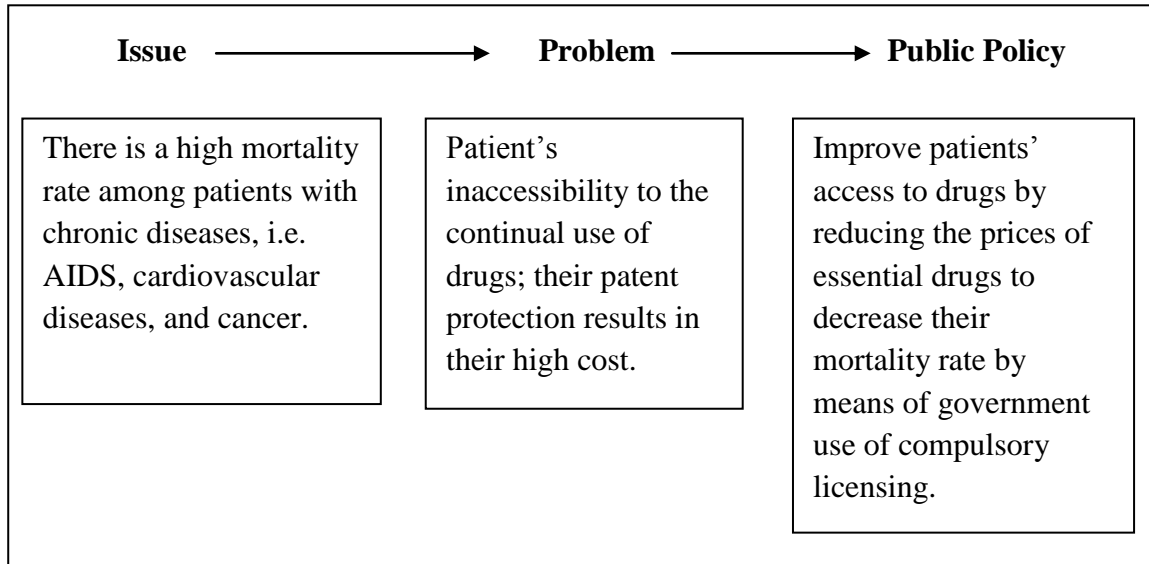 Issue Problem Public Policy
There is a high mortality
rate among patients with
chronic diseases, i.e.
AIDS, cardiovascular
diseases, and cancer.
Patient’s
inaccessibility to the
continual use of
drugs; their patent
protection results in
their high cost.
Improve patients’
access to drugs by
reducing the prices of
essential drugs to
decrease their
mortality rate by
means of government
use of compulsory
licensing.